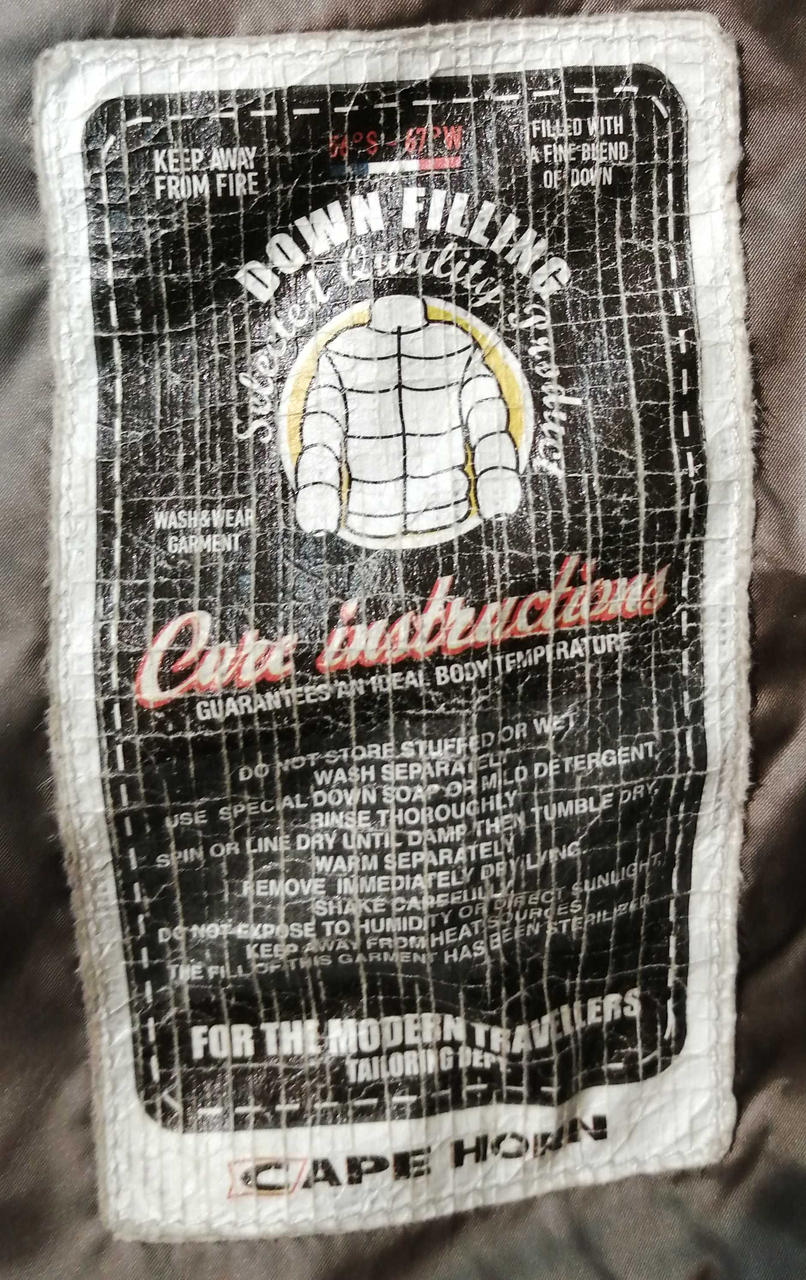 KEEP AWAY
FROM FIRE
56°S - 67°W
FILLED WITH
A FINE BLEND
OF DOWN
DOWN FILLING
Selected Quality Product
WASH&WEAR
GARMENT
Care instructions
GUARANTEES AN IDEAL BODY TEMPERATURE
DO NOT STORE STUFFED OR WET
WASH SEPARATELY
USE SPECIAL DOWN SOAP OR MILD DETERGENT,
RINSE THOROUGHLY
SPIN OR LINE DRY UNTIL DAMP THEN TUMBLE DRY,
WARM SEPARATELY
REMOVE IMMEDIATELY DRYLVING
SHAKE CAREFULLY
DO NOT EXPOSE TO HUMIDITY OR DIRECT SUNLIGHT,
KEEP AWAY FROM HEAT SOURCES,
THE FILL OF THIS GARMENT HAS BEEN STERILIZED
FOR THE MODERN TRAVELLERS
TAILORING DEPT
CAPE HORN